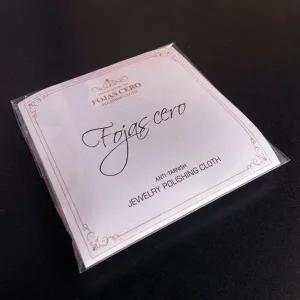 FOJAS CERO
Fojas cero
ANTI-TARNISH
JEWELRY POLISHING CLOTH